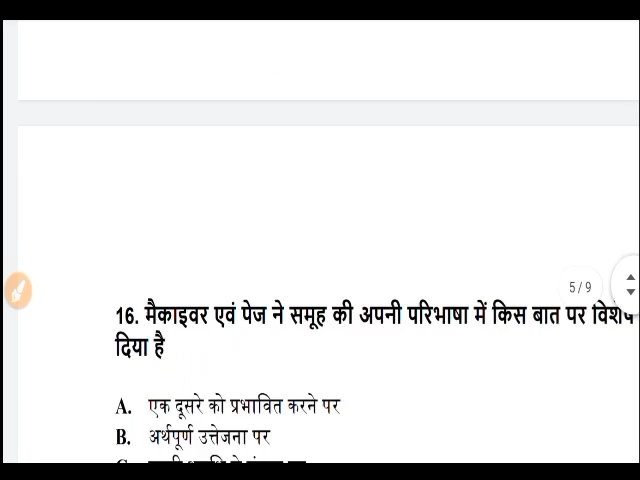 5 / 9
16. मैकाइवर एवं पेज ने समूह की अपनी परिभाषा में किस बात पर विशेष
दिया है
A. एक दूसरे को प्रभावित करने पर
B. अर्थपूर्ण उत्तेजना पर